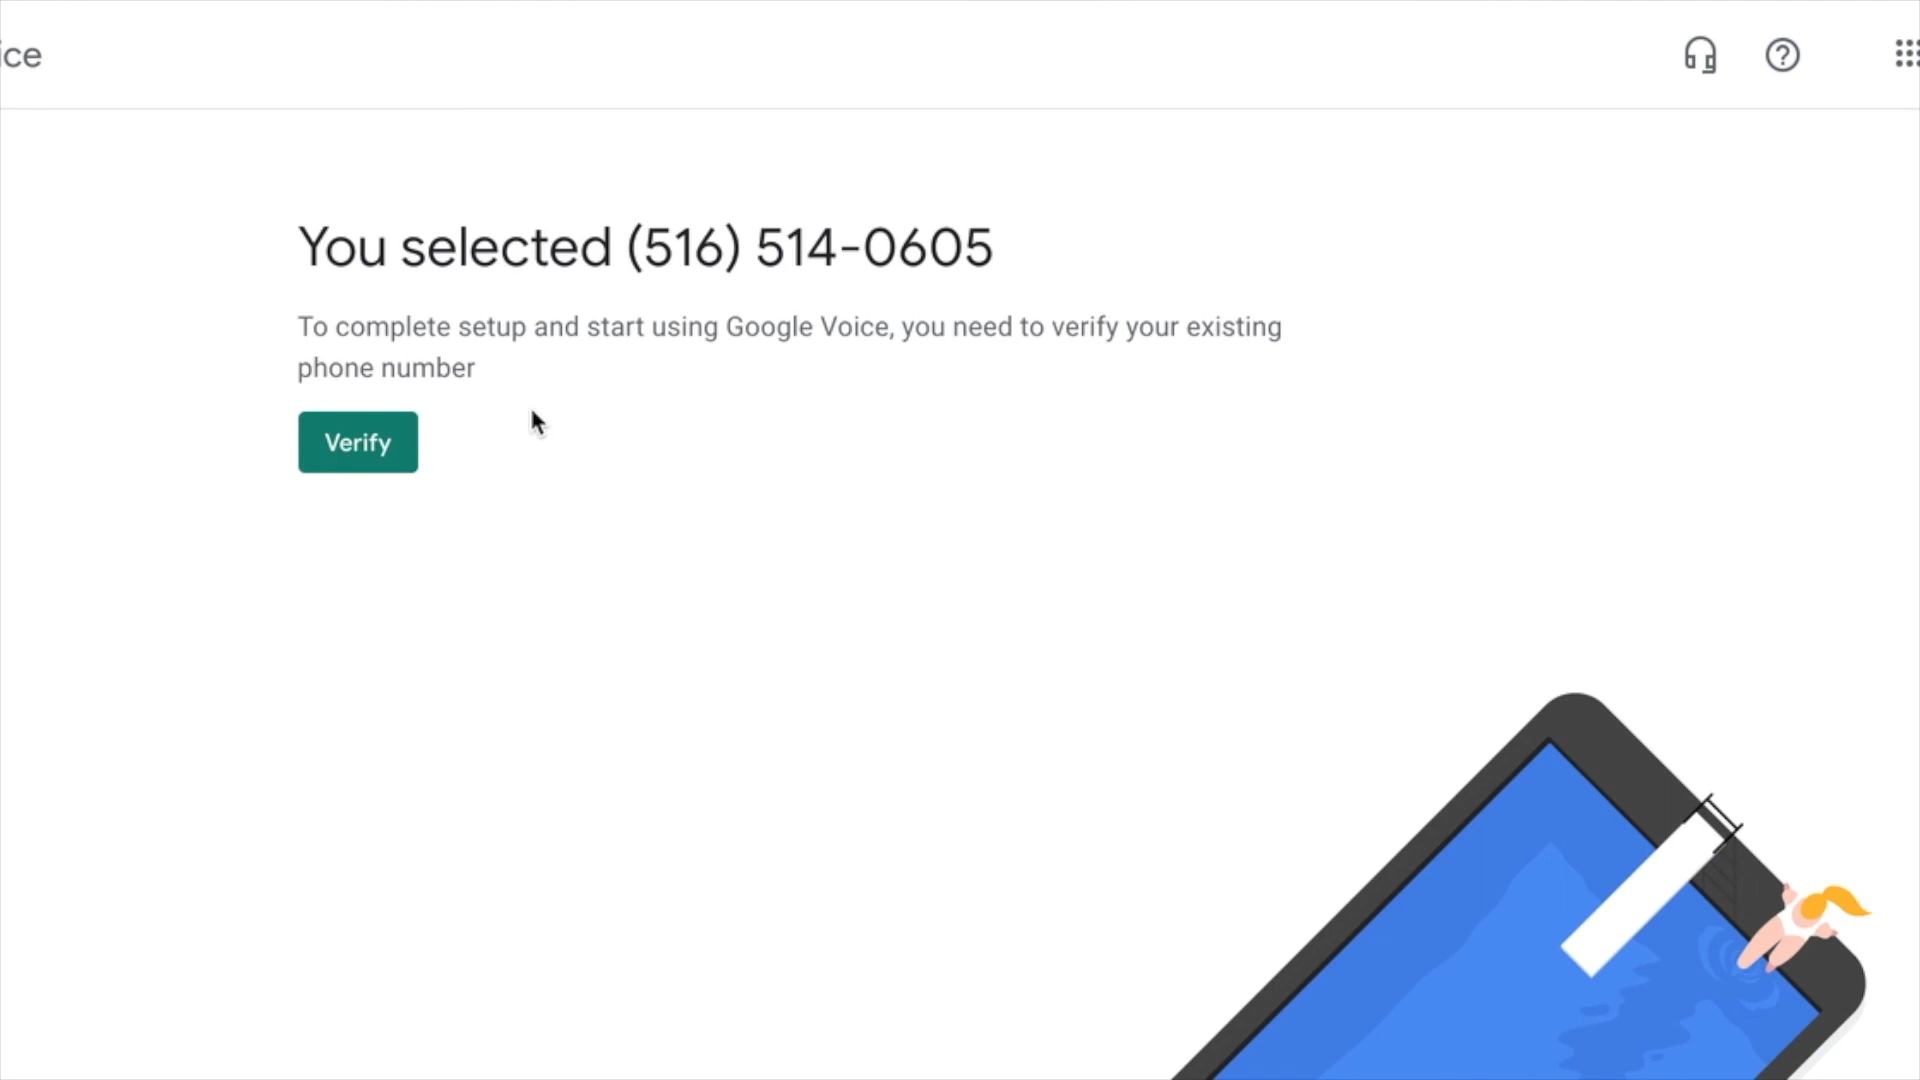 ice
You selected (516) 514-0605
To complete setup and start using Google Voice, you need to verify your existing
phone number
Verify